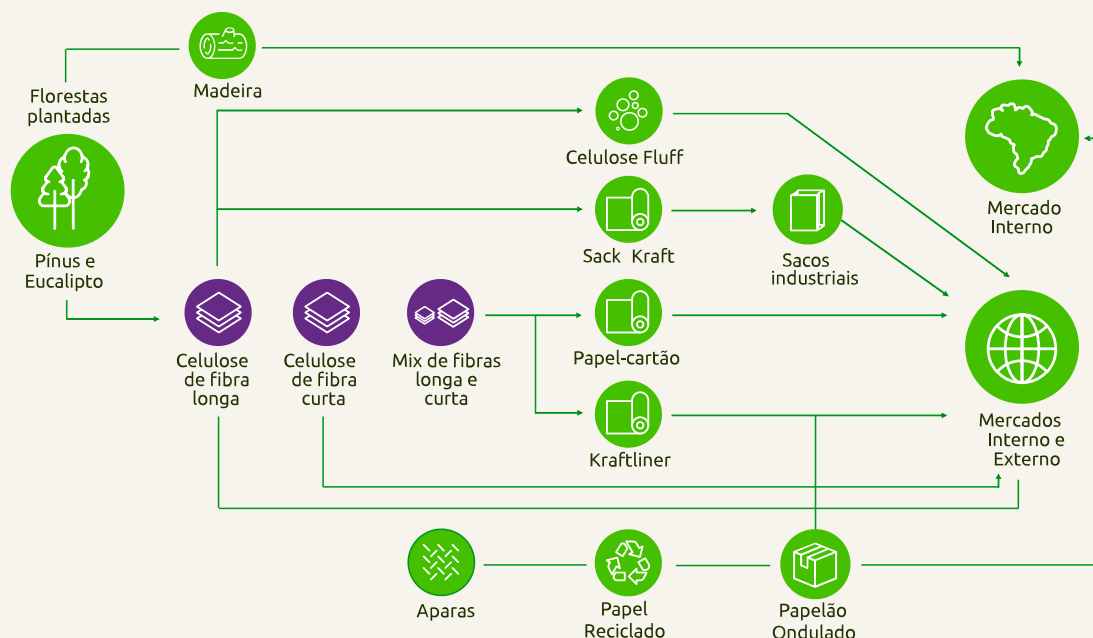 Madeira
Florestas
plantadas
Pínus e
Eucalipto
Celulose Fluff
Mercado
Interno
Sack Kraft
Sacos
industriais
Celulose
de fibra
longa
Celulose
de fibra
curta
Mix de fibras
longa e
curta
Papel-cartão
Kraftliner
Mercados
Interno e
Externo
Aparas
Papel
Reciclado
Papelão
Ondulado